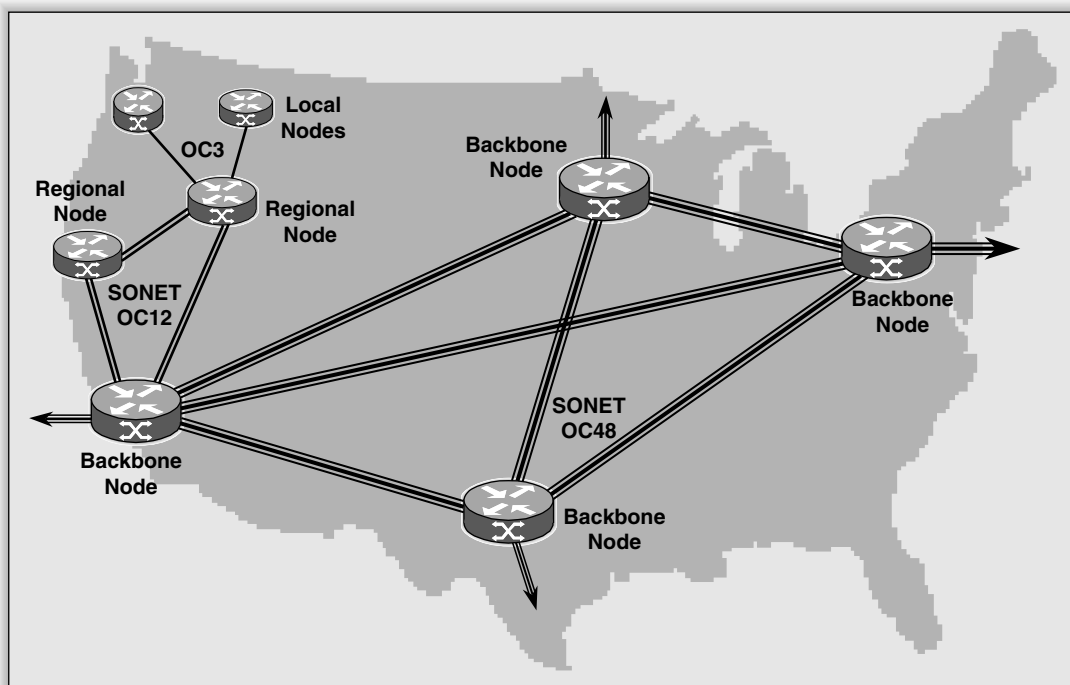 Local
Nodes
OC3
Backbone
Node
Regional
Node
Regional
Node
SONET
OC12
Backbone
Node
SONET
OC48
Backbone
Node
Backbone
Node